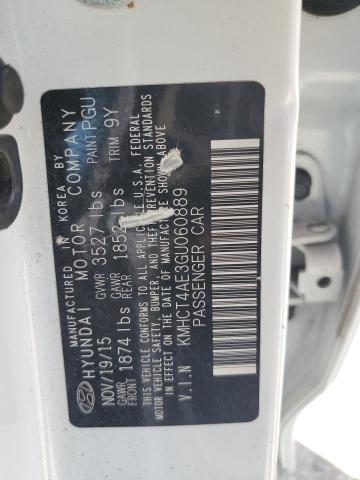 MANUFACTURED IN KOREA BY
HYUNDAI MOTOR COMPANY
NOV/19/15 GVWR 3527 lbs PAINT PGU
GAWR FRONT 1874 lbs GAWR REAR 1852 lbs TRIM 9Y
THIS VEHICLE CONFORMS TO ALL APPLICABLE U.S.A. FEDERAL
MOTOR VEHICLE SAFETY, BUMPER, AND THEFT PREVENTION STANDARDS
IN EFFECT ON THE DATE OF MANUFACTURE SHOWN ABOVE
V.I.N KMHCT4AE3GU060889
PASSENGER CAR